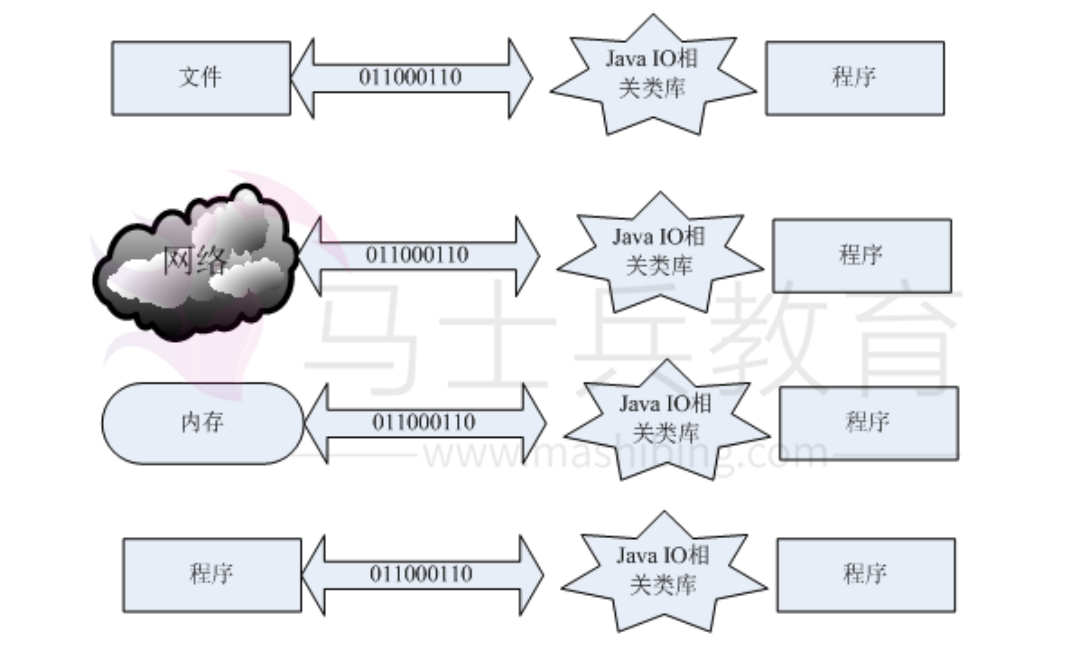 文件
011000110
Java IO相
关类库
程序
网络
011000110
Java IO相
关类库
程序
马士兵教育
内存
011000110
Java IO相
关类库
程序
www.mashibing.com
程序
011000110
Java IO相
关类库
程序